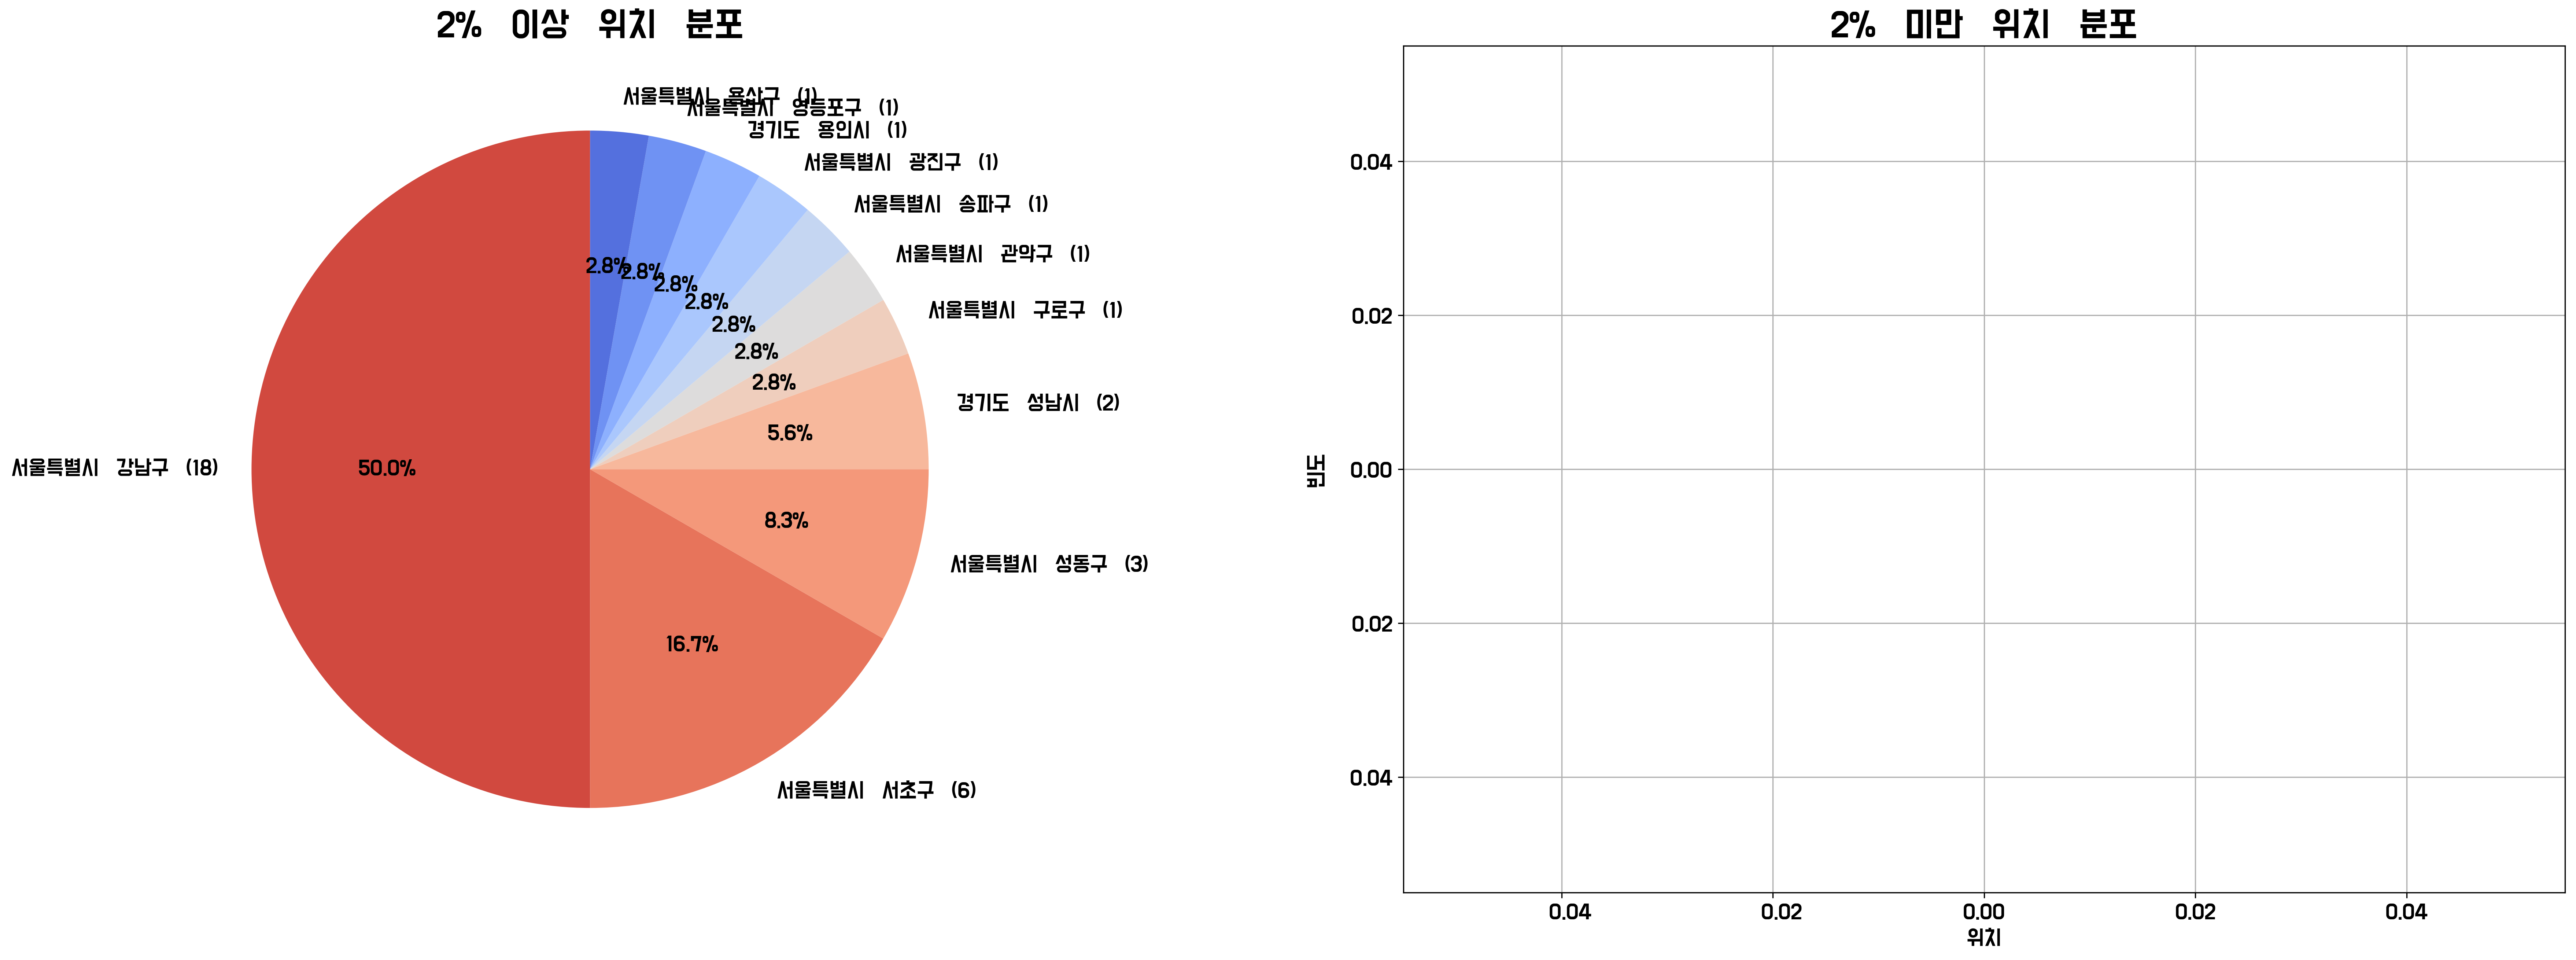 2% 이상 위치 분포
서울특별시 용산구 (1)
서울특별시 영등포구 (1)
경기도 용인시 (1)
서울특별시 광진구 (1)
서울특별시 송파구 (1)
서울특별시 관악구 (1)
서울특별시 구로구 (1)
경기도 성남시 (2)
서울특별시 성동구 (3)
서울특별시 서초구 (6)
서울특별시 강남구 (18)
2.8%
2.8%
2.8%
2.8%
2.8%
2.8%
2.8%
5.6%
8.3%
16.7%
50.0%
2% 미만 위치 분포
빈도
0.04
0.02
0.00
0.02
0.04
0.04
0.02
0.00
0.02
0.04
위치